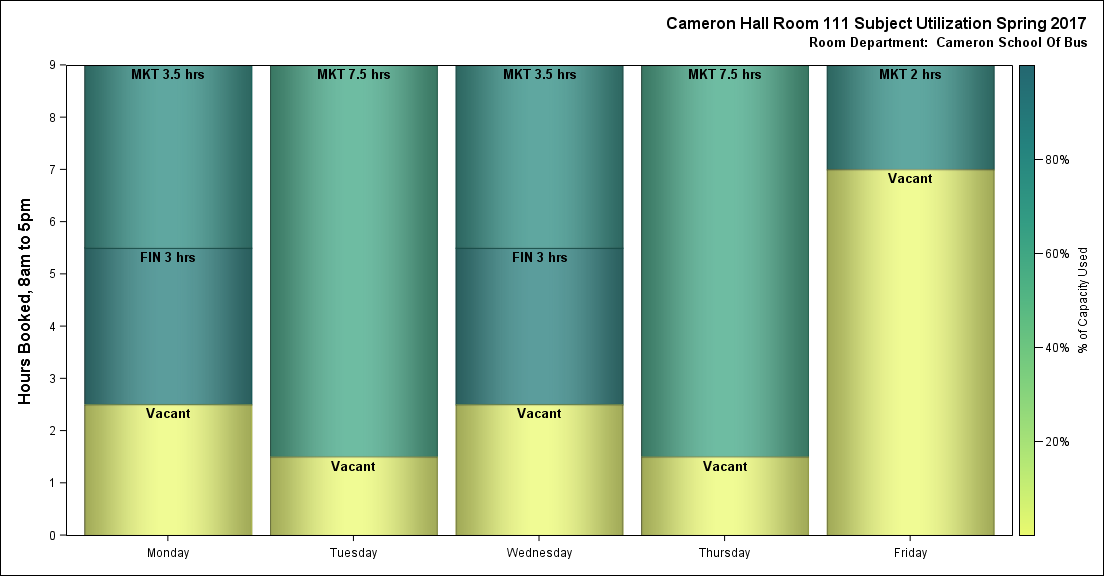 Cameron Hall Room 111 Subject Utilization Spring 2017
Room Department: Cameron School Of Bus
Hours Booked, 8am to 5pm
9
8
7
6
5
4
3
2
1
0
MKT 3.5 hrs
FIN 3 hrs
Vacant
MKT 7.5 hrs
Vacant
MKT 3.5 hrs
FIN 3 hrs
Vacant
MKT 7.5 hrs
Vacant
MKT 2 hrs
Vacant
Monday
Tuesday
Wednesday
Thursday
Friday
80%
60%
40%
20%
% of Capacity Used